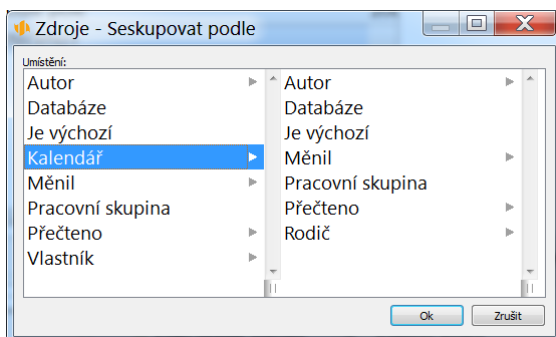 Zdroje - Seskupovat podle
Umístění:
Autor
Databáze
Je výchozí
Kalendář
Měnil
Pracovní skupina
Přečteno
Vlastník
Autor
Databáze
Je výchozí
Měnil
Pracovní skupina
Přečteno
Rodič
Ok
Zrušit